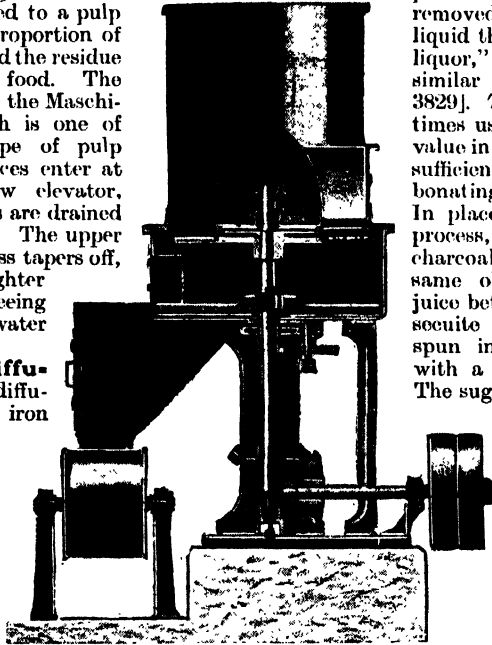 ed to a pulp
roportion of
d the residue
food. The
the Maschi-
h is one of
pe of pulp
ces enter at
w elevator,
s are drained
The upper
ss tapers off,
ghter
eeing
water
iffu-
diffu-
iron
removed
liquid th
liquor,"
similar
3829]. T
times us
value in
sufficien
bonating
In place
process,
charcoal
same o
juice bet
secuite
spun in
with a
The sug